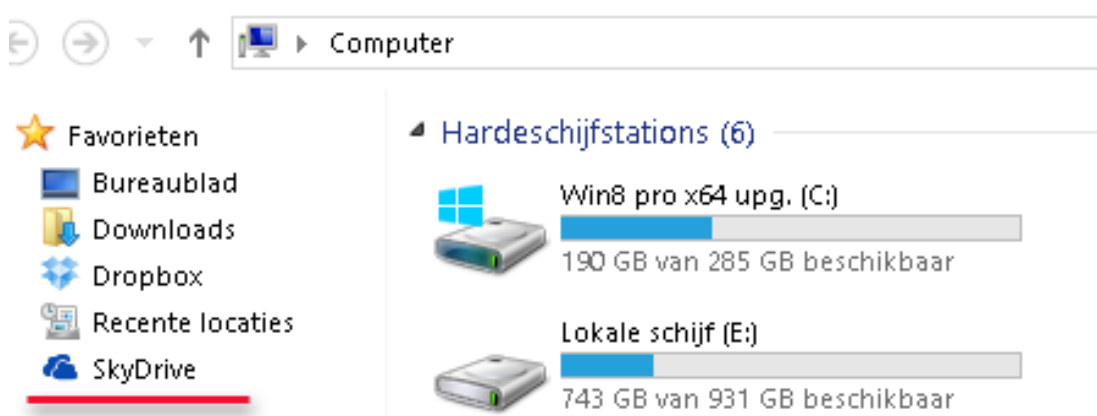 Computer
Favorieten
Bureaublad
Downloads
Dropbox
Recente locaties
SkyDrive
Hardeschijfstations (6)
Win8 pro x64 upg. (C:)
190 GB van 285 GB beschikbaar
Lokale schijf (E:)
743 GB van 931 GB beschikbaar